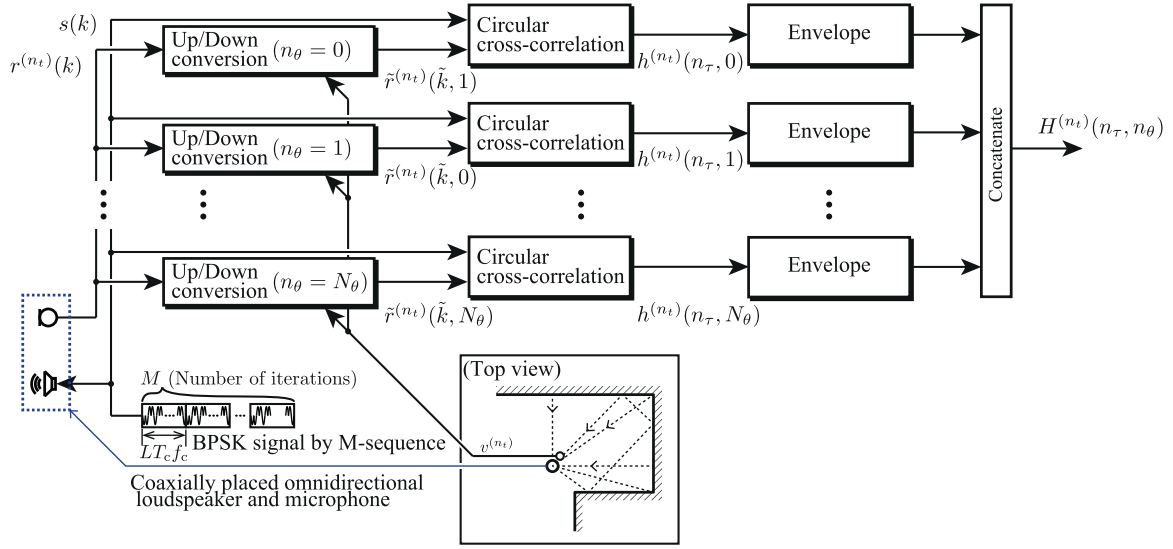 s(k)
r^{(n_t)}(k)
Up/Down
conversion (n_θ = 0)
r̃^{(n_t)}(k̃, 1)
Circular
cross-correlation
h^{(n_t)}(n_τ, 0)
Envelope
Up/Down
conversion (n_θ = 1)
r̃^{(n_t)}(k̃, 0)
Circular
cross-correlation
h^{(n_t)}(n_τ, 1)
Envelope
Concatenate
H^{(n_t)}(n_τ, n_θ)
Up/Down
conversion (n_θ = N_θ)
r̃^{(n_t)}(k̃, N_θ)
Circular
cross-correlation
h^{(n_t)}(n_τ, N_θ)
Envelope
M (Number of iterations)
LT_c f_c
BPSK signal by M-sequence
(Top view)
v^{(n_t)}
Coaxially placed omnidirectional
loudspeaker and microphone